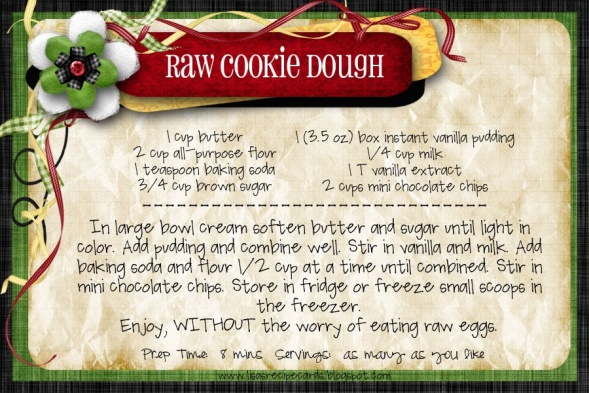 RAW COOKIE DOUGH
1 cup butter
2 cup all-purpose flour
1 teaspoon baking soda
3/4 cup brown sugar
1 (3.5 oz) box instant vanilla pudding
1/4 cup milk
1 T vanilla extract
2 cups mini chocolate chips
In large bowl cream soften butter and sugar until light in
color. Add pudding and combine well. Stir in vanilla and milk. Add
baking soda and flour 1/2 cup at a time until combined. Stir in
mini chocolate chips. Store in fridge or freeze small scoops in
the freezer.
Enjoy, WITHOUT the worry of eating raw eggs.
Prep Time: 8 mins Servings: as many as you like
www.lisasrecipecards.blogspot.com